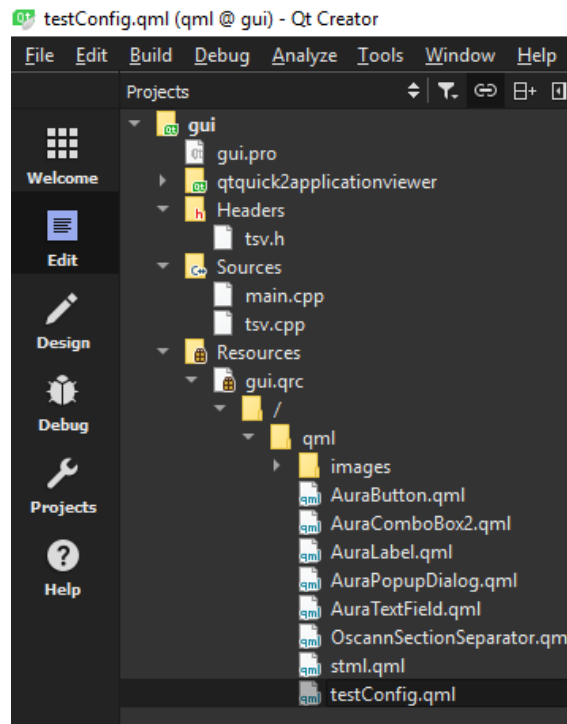 testConfig.qml (qml @ gui) - Qt Creator
File Edit Build Debug Analyze Tools Window Help
Projects
Welcome
Edit
Design
Debug
Projects
Help
gui
gui.pro
qtquick2applicationviewer
Headers
tsv.h
Sources
main.cpp
tsv.cpp
Resources
gui.qrc
/
qml
images
AuraButton.qml
AuraComboBox2.qml
AuraLabel.qml
AuraPopupDialog.qml
AuraTextField.qml
OscannSectionSeparator.qm
stml.qml
testConfig.qml